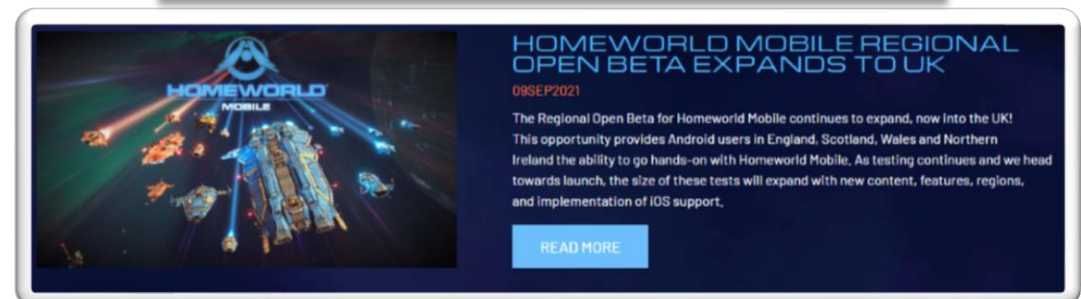 HOMEWORLD
MOBILE
HOMEWORLD MOBILE REGIONAL
OPEN BETA EXPANDS TO UK
09SEP2021
The Regional Open Beta for Homeworld Mobile continues to expand, now into the UK!
This opportunity provides Android users in England, Scotland, Wales and Northern
Ireland the ability to go hands-on with Homeworld Mobile. As testing continues and we head
towards launch, the size of these tests will expand with new content, features, regions,
and implementation of iOS support.
READ MORE